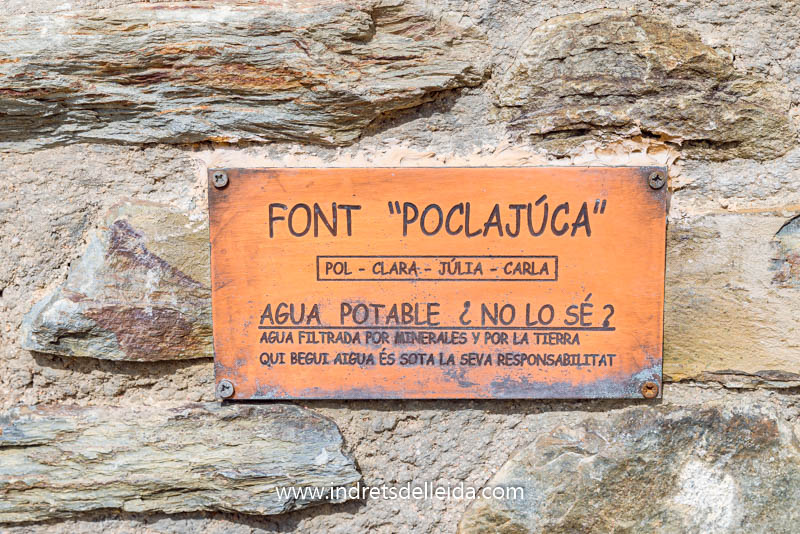 FONT "POCLAJÚCA"
POL - CLARA - JÚLIA - CARLA
AGUA POTABLE ¿ NO LO SÉ ?
AGUA FILTRADA POR MINERALES Y POR LA TIERRA
QUI BEGUI AIGUA ÉS SOTA LA SEVA RESPONSABILITAT
www.indretsdelleida.com